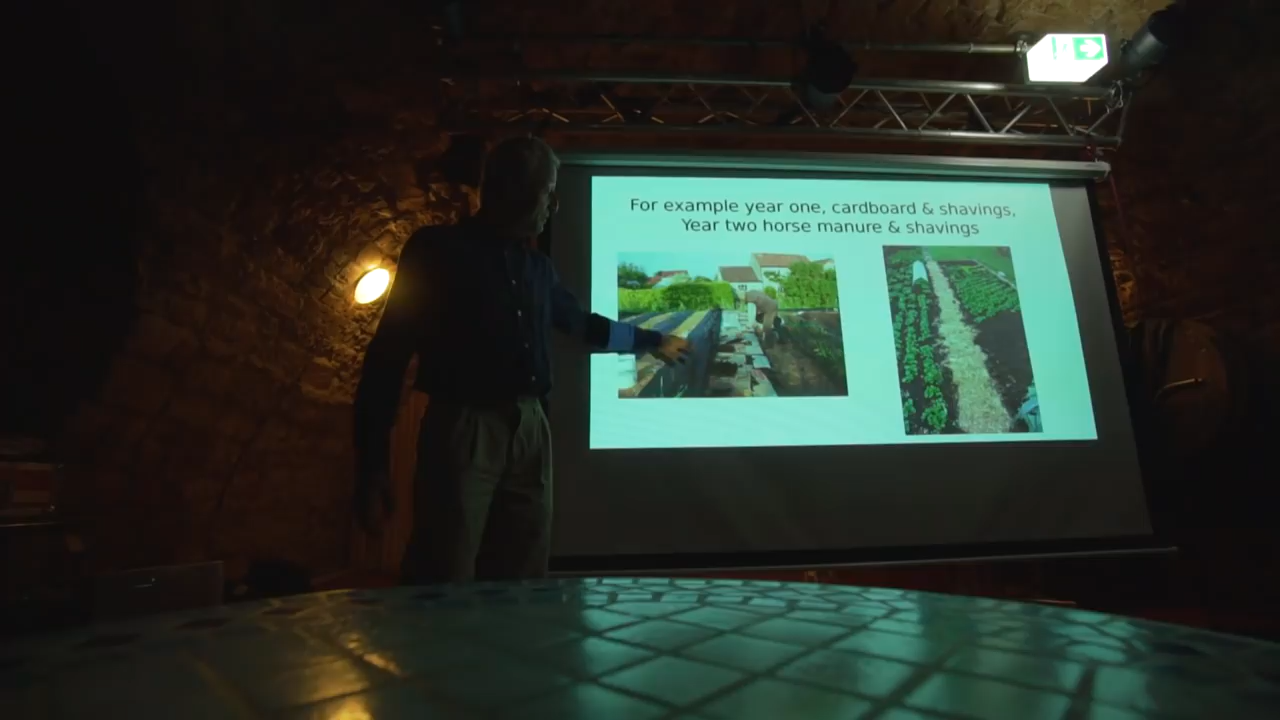 For example year one, cardboard & shavings,
Year two horse manure & shavings